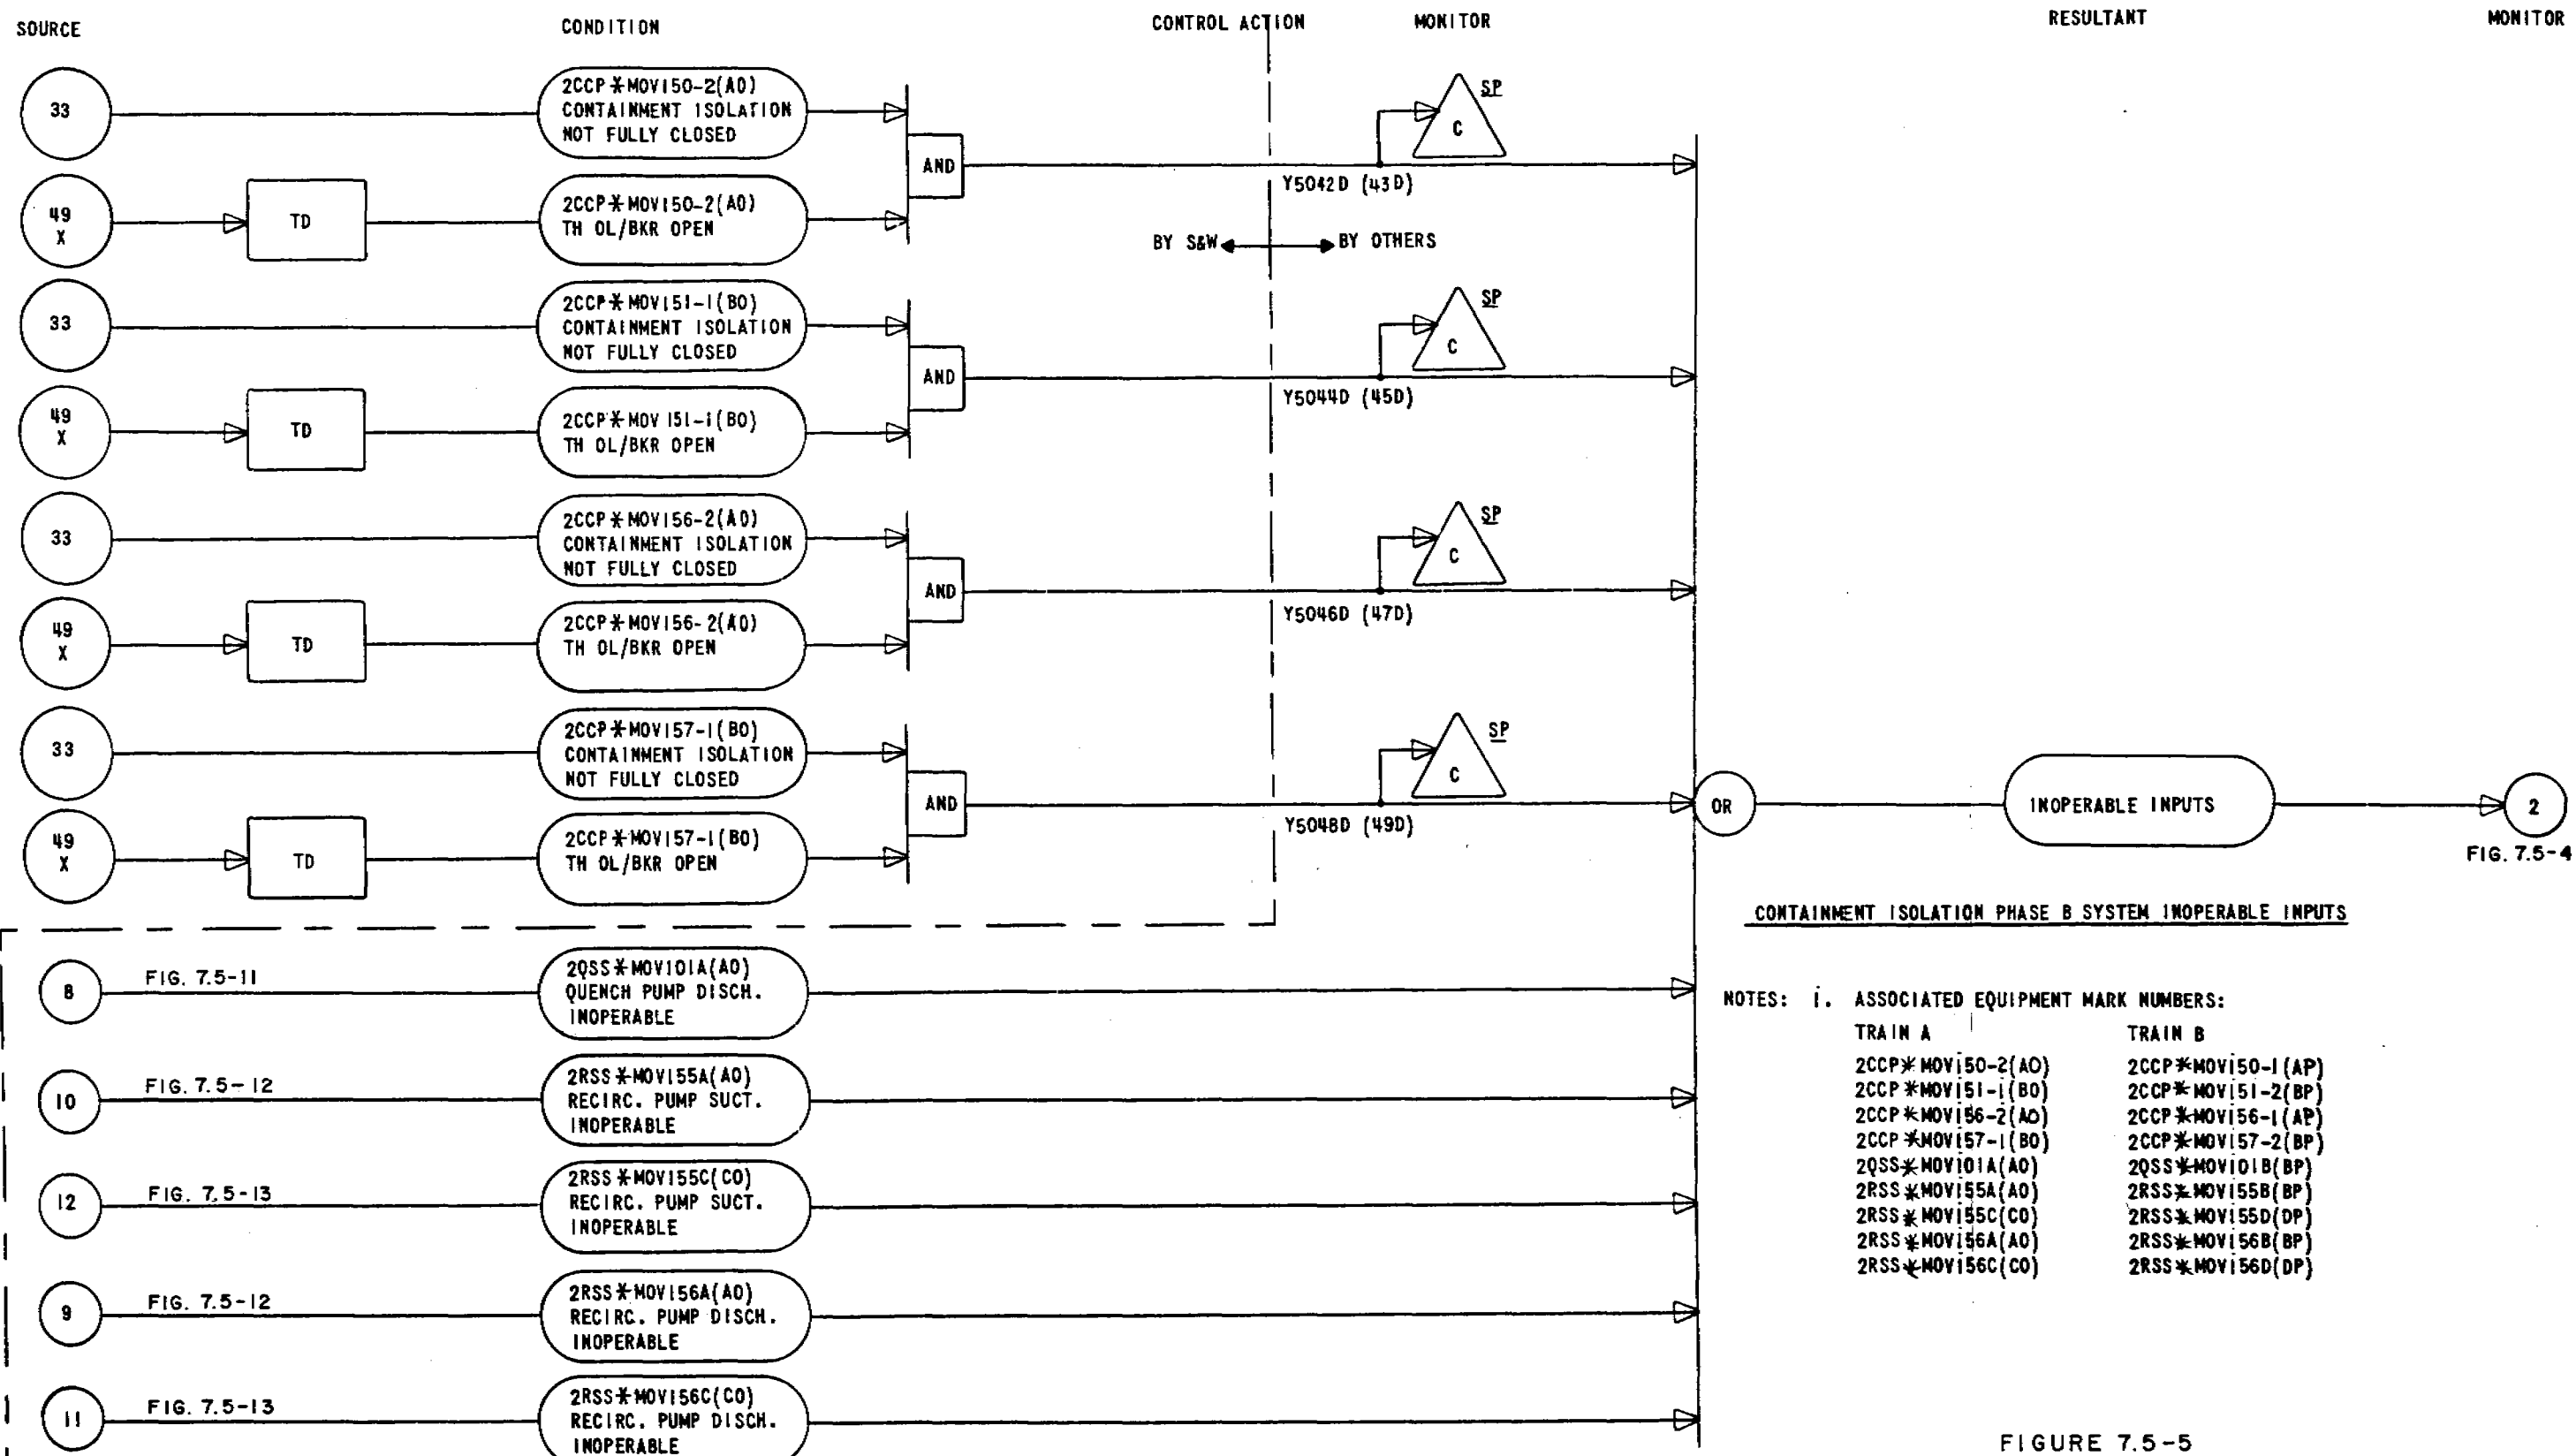 SOURCE
CONDITION
CONTROL ACTION
MONITOR
RESULTANT
MONITOR
33
2CCP*MOV150-2(AO)
CONTAINMENT ISOLATION
NOT FULLY CLOSED
49
X
TD
2CCP*MOV150-2(AO)
TH OL/BKR OPEN
AND
SP
C
Y5042D (43D)
BY S&W
BY OTHERS
33
2CCP*MOV151-1(BO)
CONTAINMENT ISOLATION
NOT FULLY CLOSED
49
X
TD
2CCP*MOV 151-1(BO)
TH OL/BKR OPEN
AND
SP
C
Y5044D (45D)
33
2CCP*MOV156-2(AO)
CONTAINMENT ISOLATION
NOT FULLY CLOSED
49
X
TD
2CCP*MOV156-2(AO)
TH OL/BKR OPEN
AND
SP
C
Y5046D (47D)
33
2CCP*MOV157-1(BO)
CONTAINMENT ISOLATION
NOT FULLY CLOSED
49
X
TD
2CCP*MOV157-1(BO)
TH OL/BKR OPEN
AND
SP
C
Y5048D (49D)
OR
INOPERABLE INPUTS
2
FIG. 7.5-4
CONTAINMENT ISOLATION PHASE B SYSTEM INOPERABLE INPUTS
8
FIG. 7.5-11
2QSS*MOV101A(AO)
QUENCH PUMP DISCH.
INOPERABLE
10
FIG. 7.5-12
2RSS*MOV155A(AO)
RECIRC. PUMP SUCT.
INOPERABLE
12
FIG. 7.5-13
2RSS*MOV155C(CO)
RECIRC. PUMP SUCT.
INOPERABLE
9
FIG. 7.5-12
2RSS*MOV156A(AO)
RECIRC. PUMP DISCH.
INOPERABLE
11
FIG. 7.5-13
2RSS*MOV156C(CO)
RECIRC. PUMP DISCH.
INOPERABLE
NOTES: 1. ASSOCIATED EQUIPMENT MARK NUMBERS:
TRAIN A TRAIN B
2CCP*MOV150-2(AO) 2CCP*MOV150-1(AP)
2CCP*MOV151-1(BO) 2CCP*MOV151-2(BP)
2CCP*MOV156-2(AO) 2CCP*MOV156-1(AP)
2CCP*MOV157-1(BO) 2CCP*MOV157-2(BP)
2QSS*MOV101A(AO) 2QSS*MOV101B(BP)
2RSS*MOV155A(AO) 2RSS*MOV155B(BP)
2RSS*MOV155C(CO) 2RSS*MOV155D(DP)
2RSS*MOV156A(AO) 2RSS*MOV156B(BP)
2RSS*MOV156C(CO) 2RSS*MOV156D(DP)
FIGURE 7.5-5